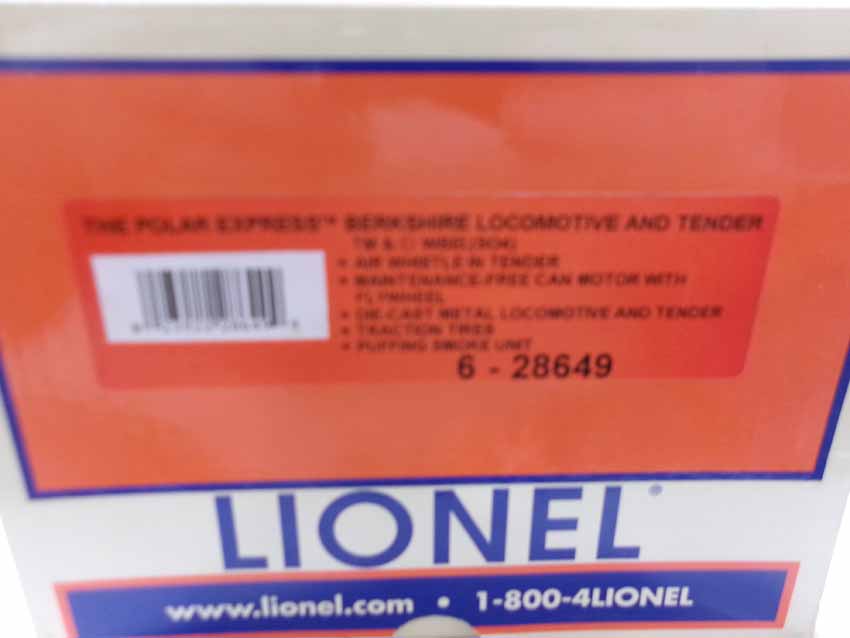 THE POLAR EXPRESS™ BERKSHIRE LOCOMOTIVE AND TENDER
TM & ©
• AIR WHISTLE IN TENDER
• MAINTENANCE-FREE CAN MOTOR WITH
FLYWHEEL
• DIE-CAST METAL LOCOMOTIVE AND TENDER
• TRACTION TIRES
• PUFFING SMOKE UNIT
6 - 28649
LIONEL®
www.lionel.com • 1-800-4LIONEL